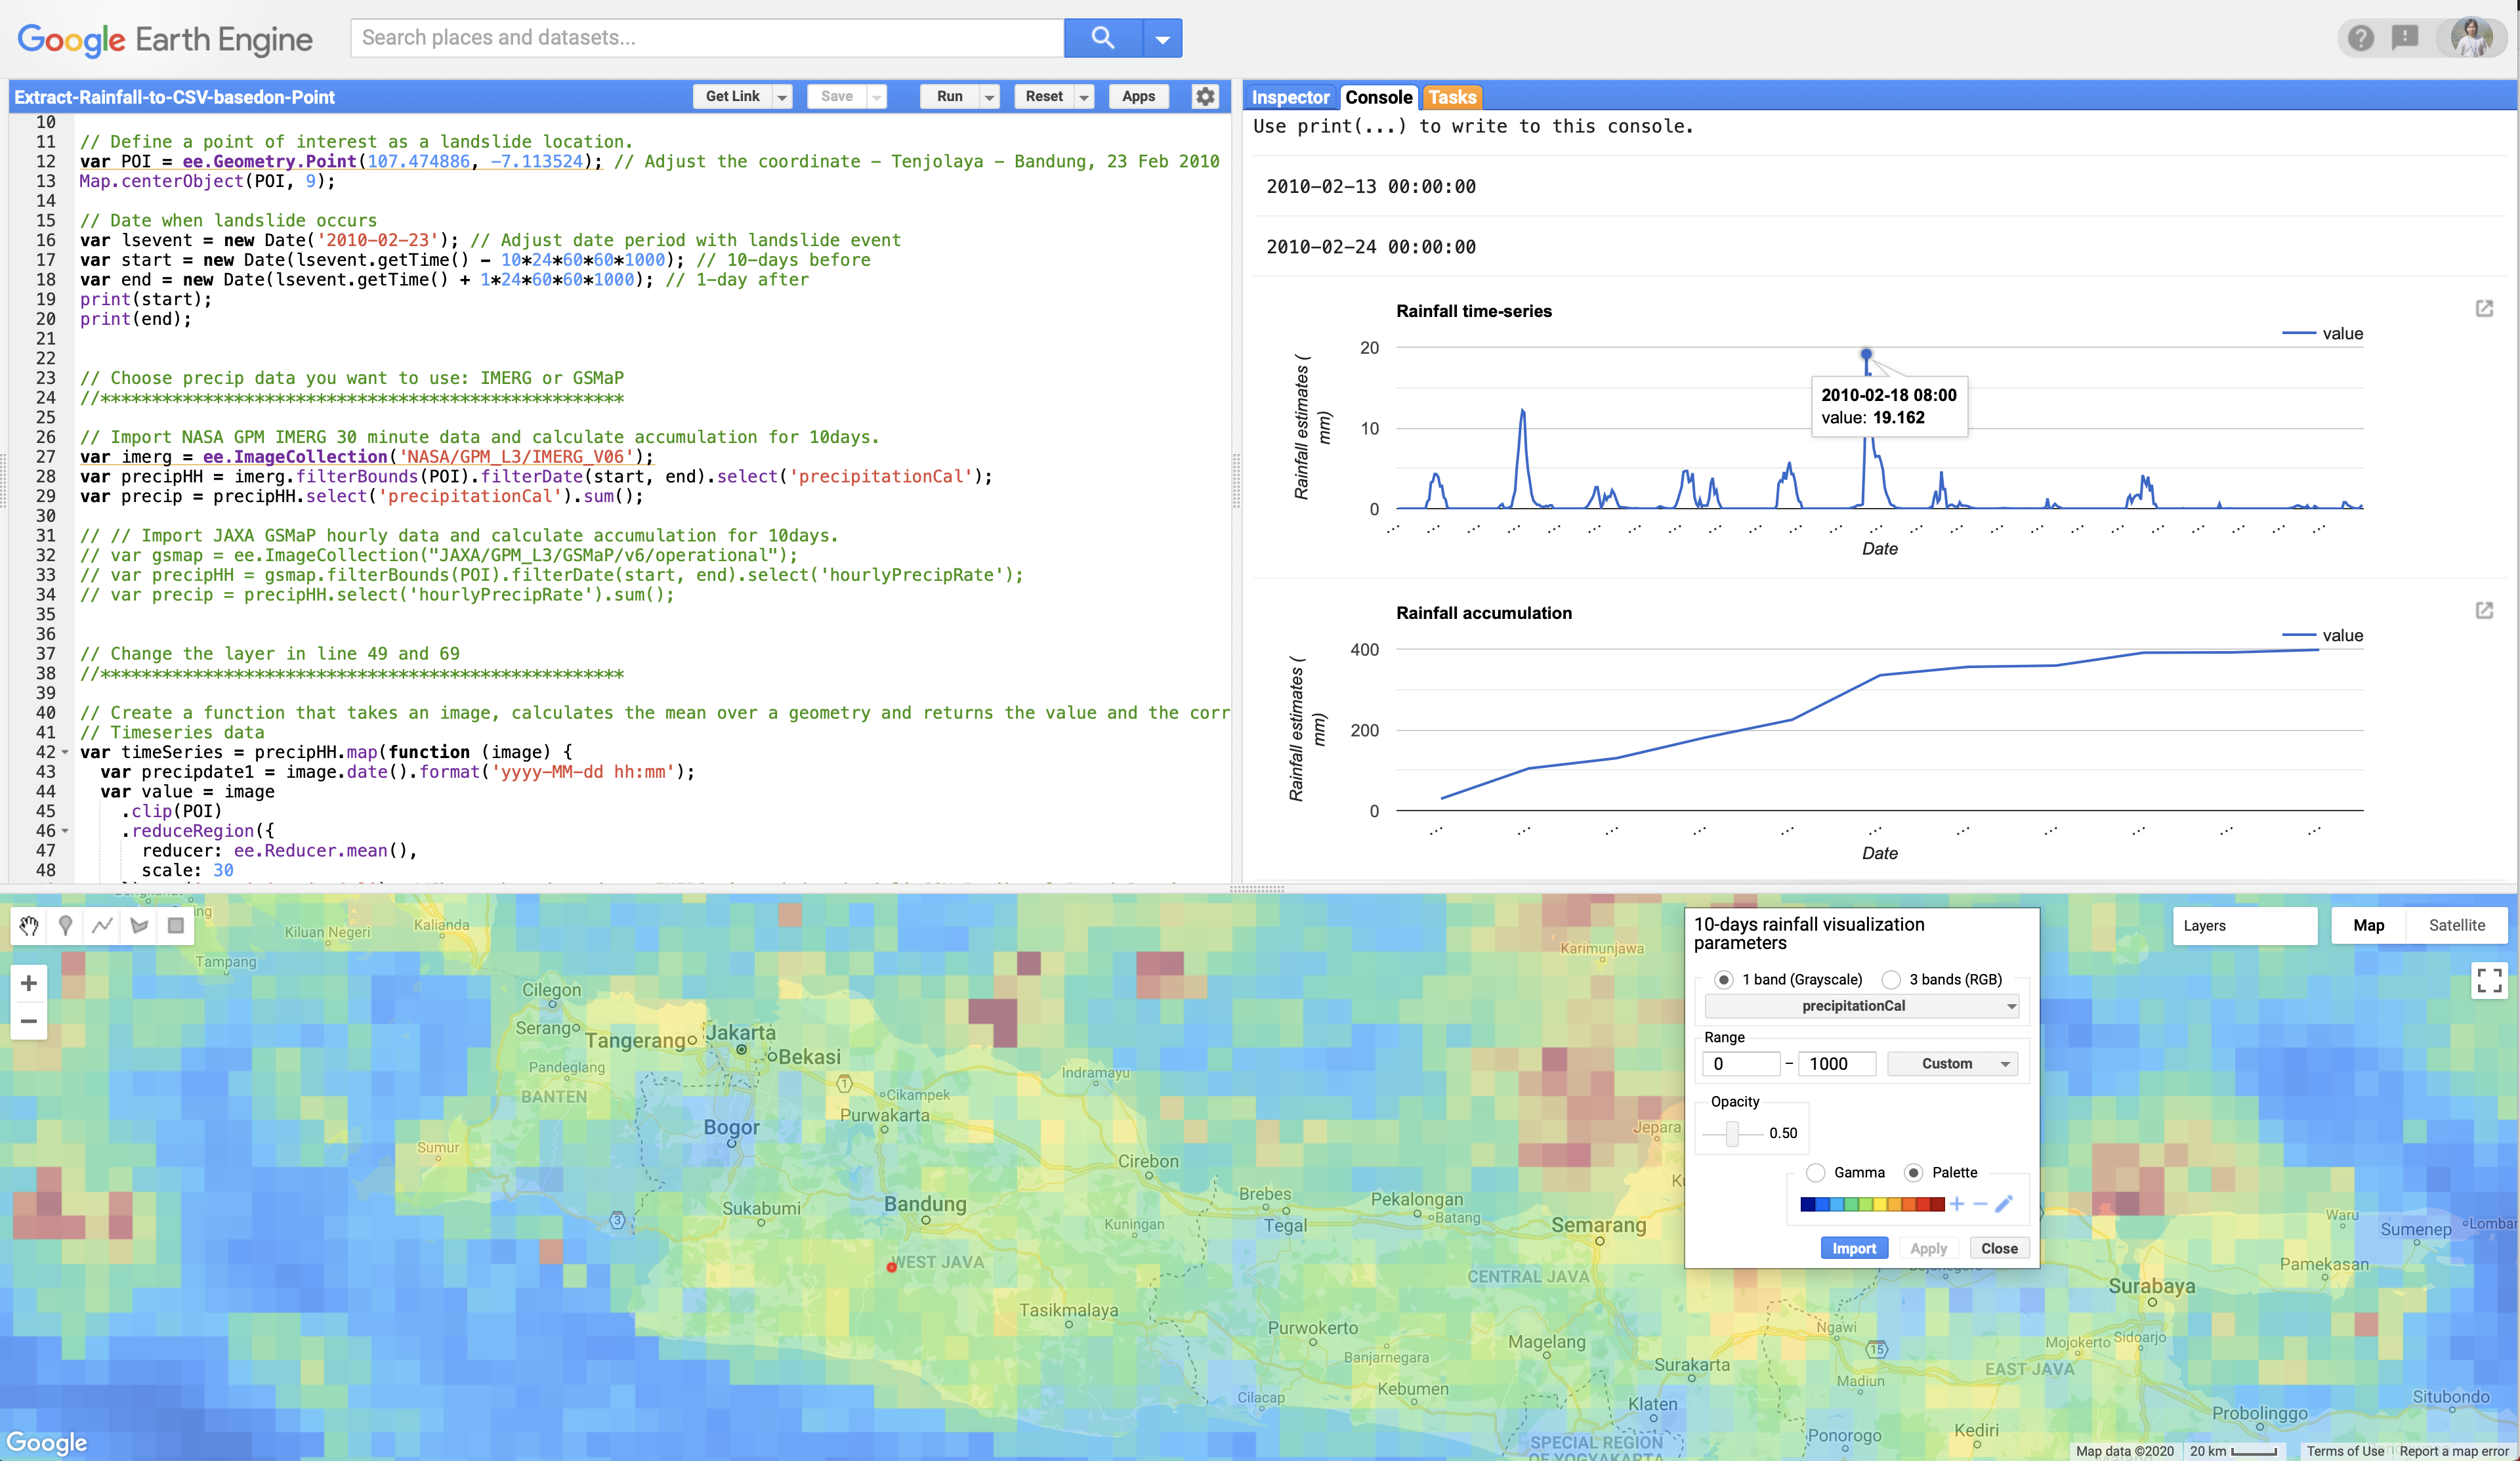 Google Earth Engine
Search places and datasets...
Extract-Rainfall-to-CSV-basedon-Point
Get Link
Save
Run
Reset
Apps
10
11 // Define a point of interest as a landslide location.
12 var POI = ee.Geometry.Point(107.474886, -7.113524); // Adjust the coordinate - Tenjolaya - Bandung, 23 Feb 2010
13 Map.centerObject(POI, 9);
14
15 // Date when landslide occurs
16 var lsevent = new Date('2010-02-23'); // Adjust date period with landslide event
17 var start = new Date(lsevent.getTime() - 10*24*60*60*1000); // 10-days before
18 var end = new Date(lsevent.getTime() + 1*24*60*60*1000); // 1-day after
19 print(start);
20 print(end);
21
22
23 // Choose precip data you want to use: IMERG or GSMaP
24 //***************************************************
25
26 // Import NASA GPM IMERG 30 minute data and calculate accumulation for 10days.
27 var imerg = ee.ImageCollection('NASA/GPM_L3/IMERG_V06');
28 var precipHH = imerg.filterBounds(POI).filterDate(start, end).select('precipitationCal');
29 var precip = precipHH.select('precipitationCal').sum();
30
31 // // Import JAXA GSMaP hourly data and calculate accumulation for 10days.
32 // var gsmap = ee.ImageCollection("JAXA/GPM_L3/GSMaP/v6/operational");
33 // var precipHH = gsmap.filterBounds(POI).filterDate(start, end).select('hourlyPrecipRate');
34 // var precip = precipHH.select('hourlyPrecipRate').sum();
35
36
37 // Change the layer in line 49 and 69
38 //***************************************************
39
40 // Create a function that takes an image, calculates the mean over a geometry and returns the value and the corr
41 // Timeseries data
42 var timeSeries = precipHH.map(function (image) {
43 var precipdate1 = image.date().format('yyyy-MM-dd hh:mm');
44 var value = image
45 .clip(POI)
46 .reduceRegion({
47 reducer: ee.Reducer.mean(),
48 scale: 30
Inspector
Console
Tasks
Use print(...) to write to this console.
2010-02-13 00:00:00
2010-02-24 00:00:00
Rainfall time-series
value
20
10
0
Rainfall estimates (
mm)
2010-02-18 08:00
value: 19.162
Date
Rainfall accumulation
value
400
200
0
Rainfall estimates (
mm)
Date
10-days rainfall visualization
parameters
1 band (Grayscale)
3 bands (RGB)
precipitationCal
Range
0 – 1000
Custom
Opacity
0.50
Gamma
Palette
Import
Apply
Close
Layers
Map
Satellite
Kiluan Negeri
Kalianda
Tampang
Karimunjawa
Cilegon
Serang
Tangerang
Jakarta
Bekasi
Pandeglang
BANTEN
1
Cikampek
Indramayu
Purwakarta
Bogor
Jepara
Sumur
Cirebon
Sukabumi
Bandung
3
Brebes
Tegal
Pekalongan
Batang
Kuningan
Semarang
Waru
Sumenep
WEST JAVA
CENTRAL JAVA
Pamekasan
Surabaya
Tasikmalaya
Purwokerto
Banjarnegara
Magelang
Ngawi
15
Mojokerto
Sidoarjo
Surakarta
EAST JAVA
Madiun
Cilacap
Kebumen
Klaten
Situbondo
Probolinggo
Ponorogo
Kediri
SPECIAL REGION
OF YOGYAKARTA
Google
Map data ©2020
20 km
Terms of Use
Report a map error